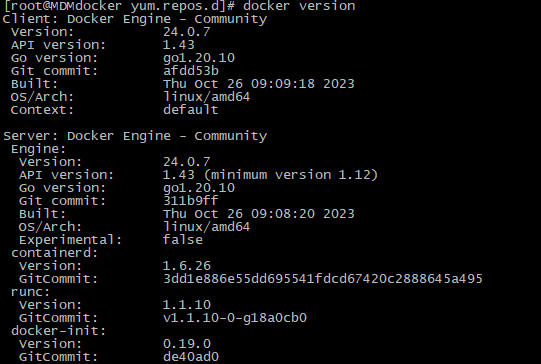 [root@MDMdocker yum.repos.d]# docker version
Client: Docker Engine - Community
 Version:           24.0.7
 API version:       1.43
 Go version:        go1.20.10
 Git commit:        afdd53b
 Built:             Thu Oct 26 09:09:18 2023
 OS/Arch:           linux/amd64
 Context:           default

Server: Docker Engine - Community
 Engine:
  Version:          24.0.7
  API version:      1.43 (minimum version 1.12)
  Go version:       go1.20.10
  Git commit:       311b9ff
  Built:            Thu Oct 26 09:08:20 2023
  OS/Arch:          linux/amd64
  Experimental:     false
 containerd:
  Version:          1.6.26
  GitCommit:        3dd1e886e55dd695541fdcd67420c2888645a495
 runc:
  Version:          1.1.10
  GitCommit:        v1.1.10-0-g18a0cb0
 docker-init:
  Version:          0.19.0
  GitCommit:        de40ad0